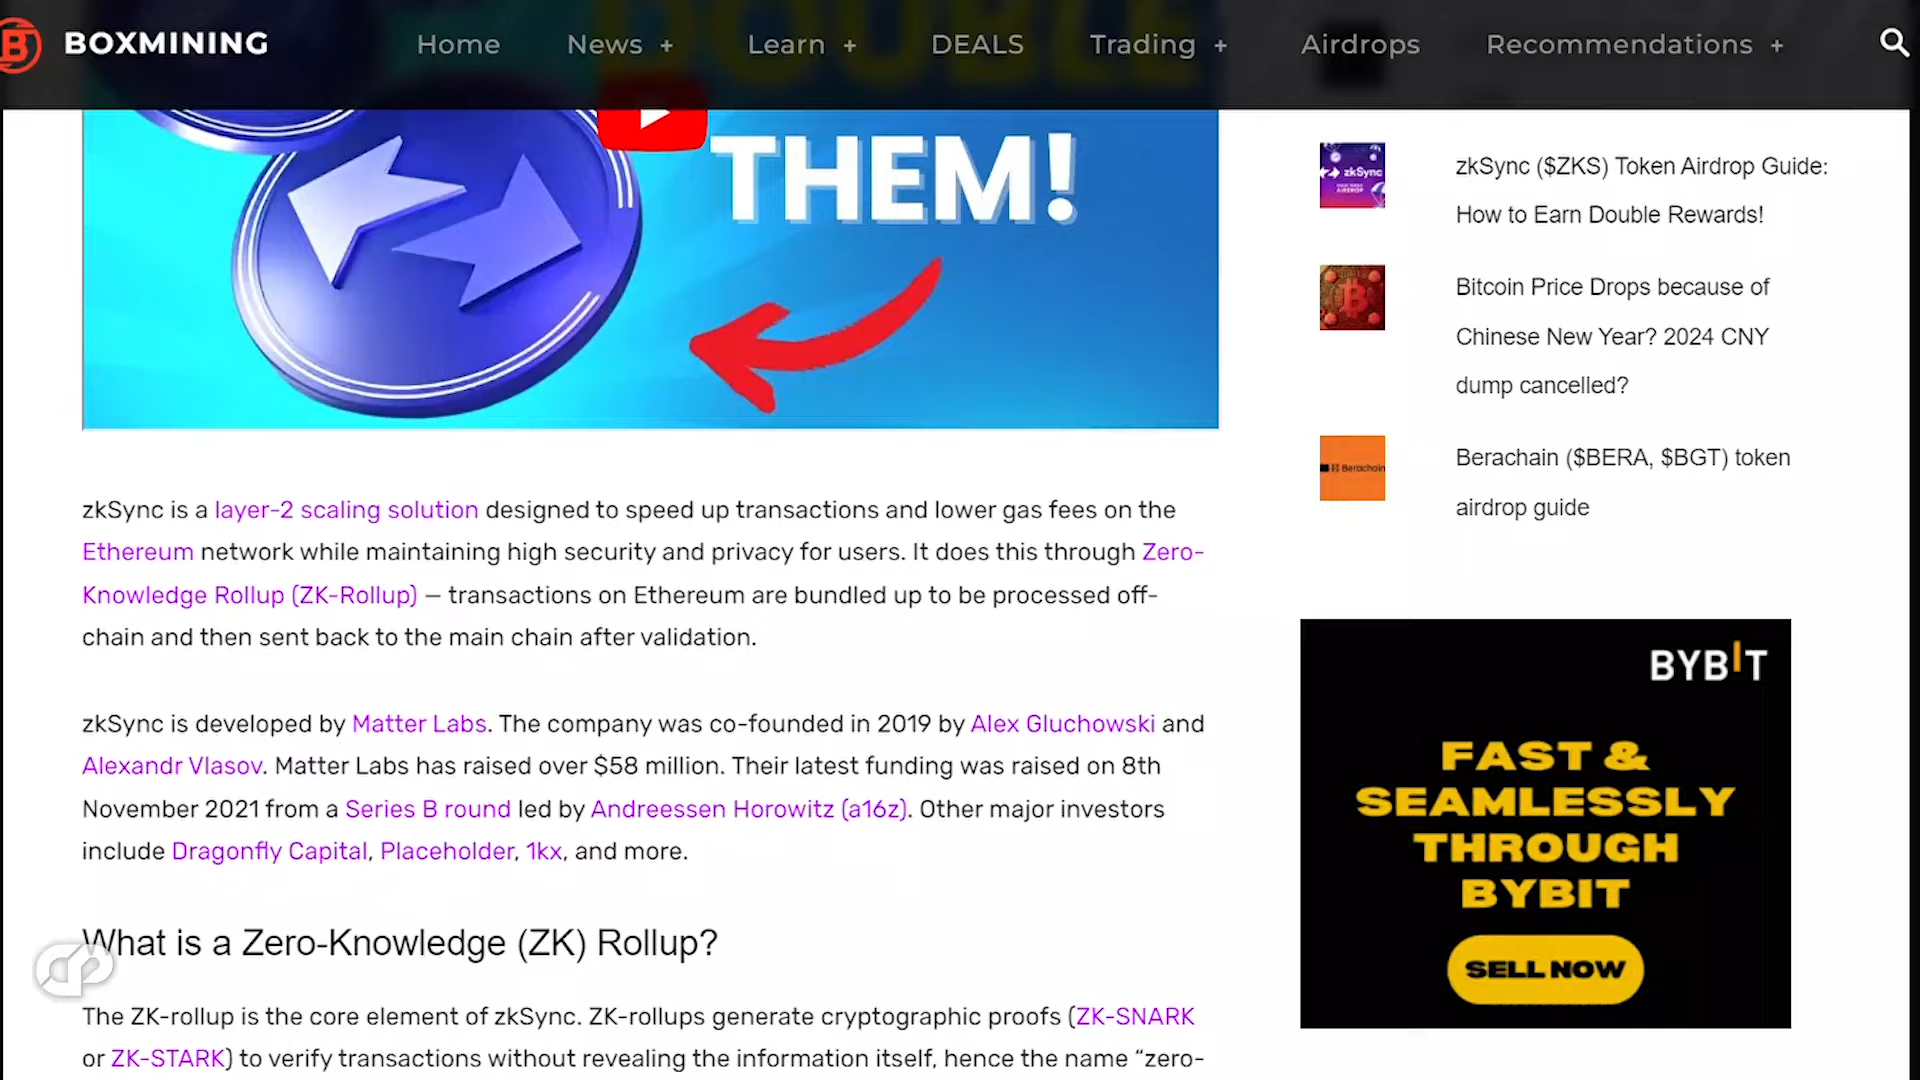 BOXMINING
Home
News +
Learn +
DEALS
Trading +
Airdrops
Recommendations +
DOUBLE
THEM!
zkSync is a layer-2 scaling solution designed to speed up transactions and lower gas fees on the
Ethereum network while maintaining high security and privacy for users. It does this through Zero-
Knowledge Rollup (ZK-Rollup) — transactions on Ethereum are bundled up to be processed off-
chain and then sent back to the main chain after validation.
zkSync is developed by Matter Labs. The company was co-founded in 2019 by Alex Gluchowski and
Alexandr Vlasov. Matter Labs has raised over $58 million. Their latest funding was raised on 8th
November 2021 from a Series B round led by Andreessen Horowitz (a16z). Other major investors
include Dragonfly Capital, Placeholder, 1kx, and more.
What is a Zero-Knowledge (ZK) Rollup?
The ZK-rollup is the core element of zkSync. ZK-rollups generate cryptographic proofs (ZK-SNARK
or ZK-STARK) to verify transactions without revealing the information itself, hence the name “zero-
zkSync
zkSync ($ZKS) Token Airdrop Guide:
How to Earn Double Rewards!
Bitcoin Price Drops because of
Chinese New Year? 2024 CNY
dump cancelled?
Berachain
Berachain ($BERA, $BGT) token
airdrop guide
BYBIT
FAST &
SEAMLESSLY
THROUGH
BYBIT
SELL NOW